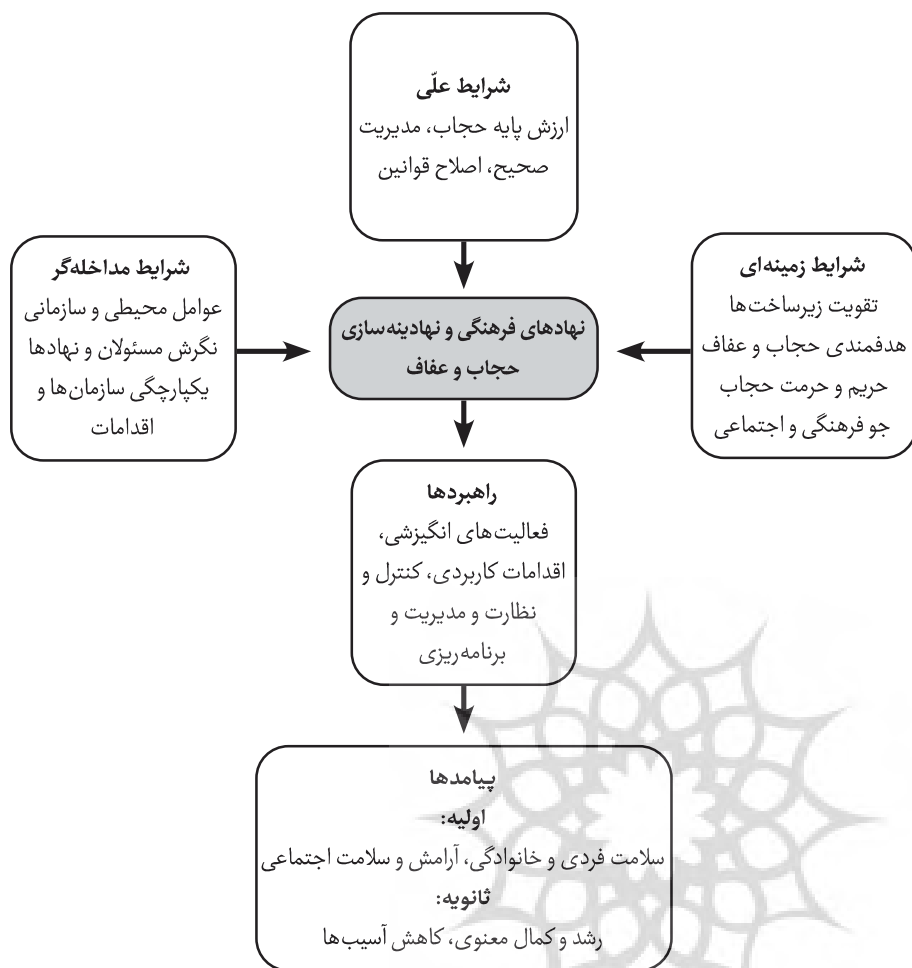 شرایط علّی
ارزش پایه حجاب، مدیریت
صحیح، اصلاح قوانین
شرایط زمینه‌ای
تقویت زیرساخت‌ها
هدفمندی حجاب و عفاف
حریم و حرمت حجاب
جو فرهنگی و اجتماعی
نهادهای فرهنگی و نهادینه‌سازی
حجاب و عفاف
شرایط مداخله‌گر
عوامل محیطی و سازمانی
نگرش مسئولان و نهادها
یکپارچگی سازمان‌ها و
اقدامات
راهبردها
فعالیت‌های انگیزشی،
اقدامات کاربردی، کنترل و
نظارت و مدیریت و
برنامه‌ریزی
پیامدها
اولیه:
سلامت فردی و خانوادگی، آرامش و سلامت اجتماعی
ثانویه:
رشد و کمال معنوی، کاهش آسیب‌ها